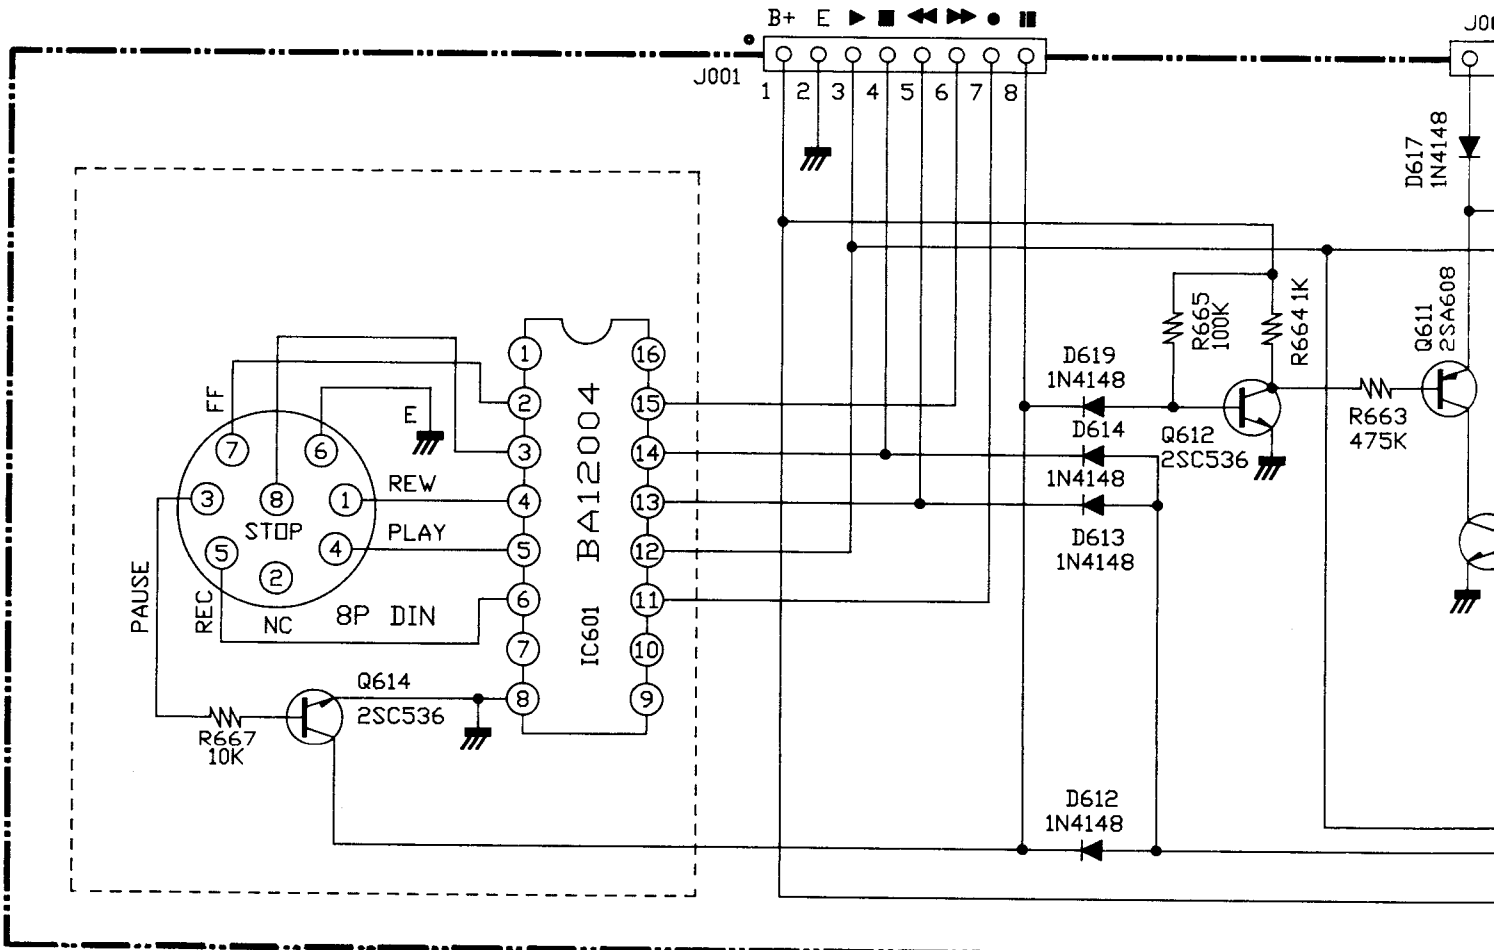 B+ E ▶ ■ ◀◀ ▶▶ ●
J001
1 2 3 4 5 6 7 8
D617
1N4148
R665
100K
R664 1K
Q611
2SA608
D619
1N4148
D614
1N4148
D613
1N4148
Q612
2SC536
R663
475K
1
2
3
4
5
6
7
8
16
15
14
13
12
11
10
9
BA12004
IC601
FF
E
7
6
3
8
1
REW
STOP
5
4
PLAY
2
PAUSE
REC
NC
8P DIN
Q614
2SC536
R667
10K
D612
1N4148